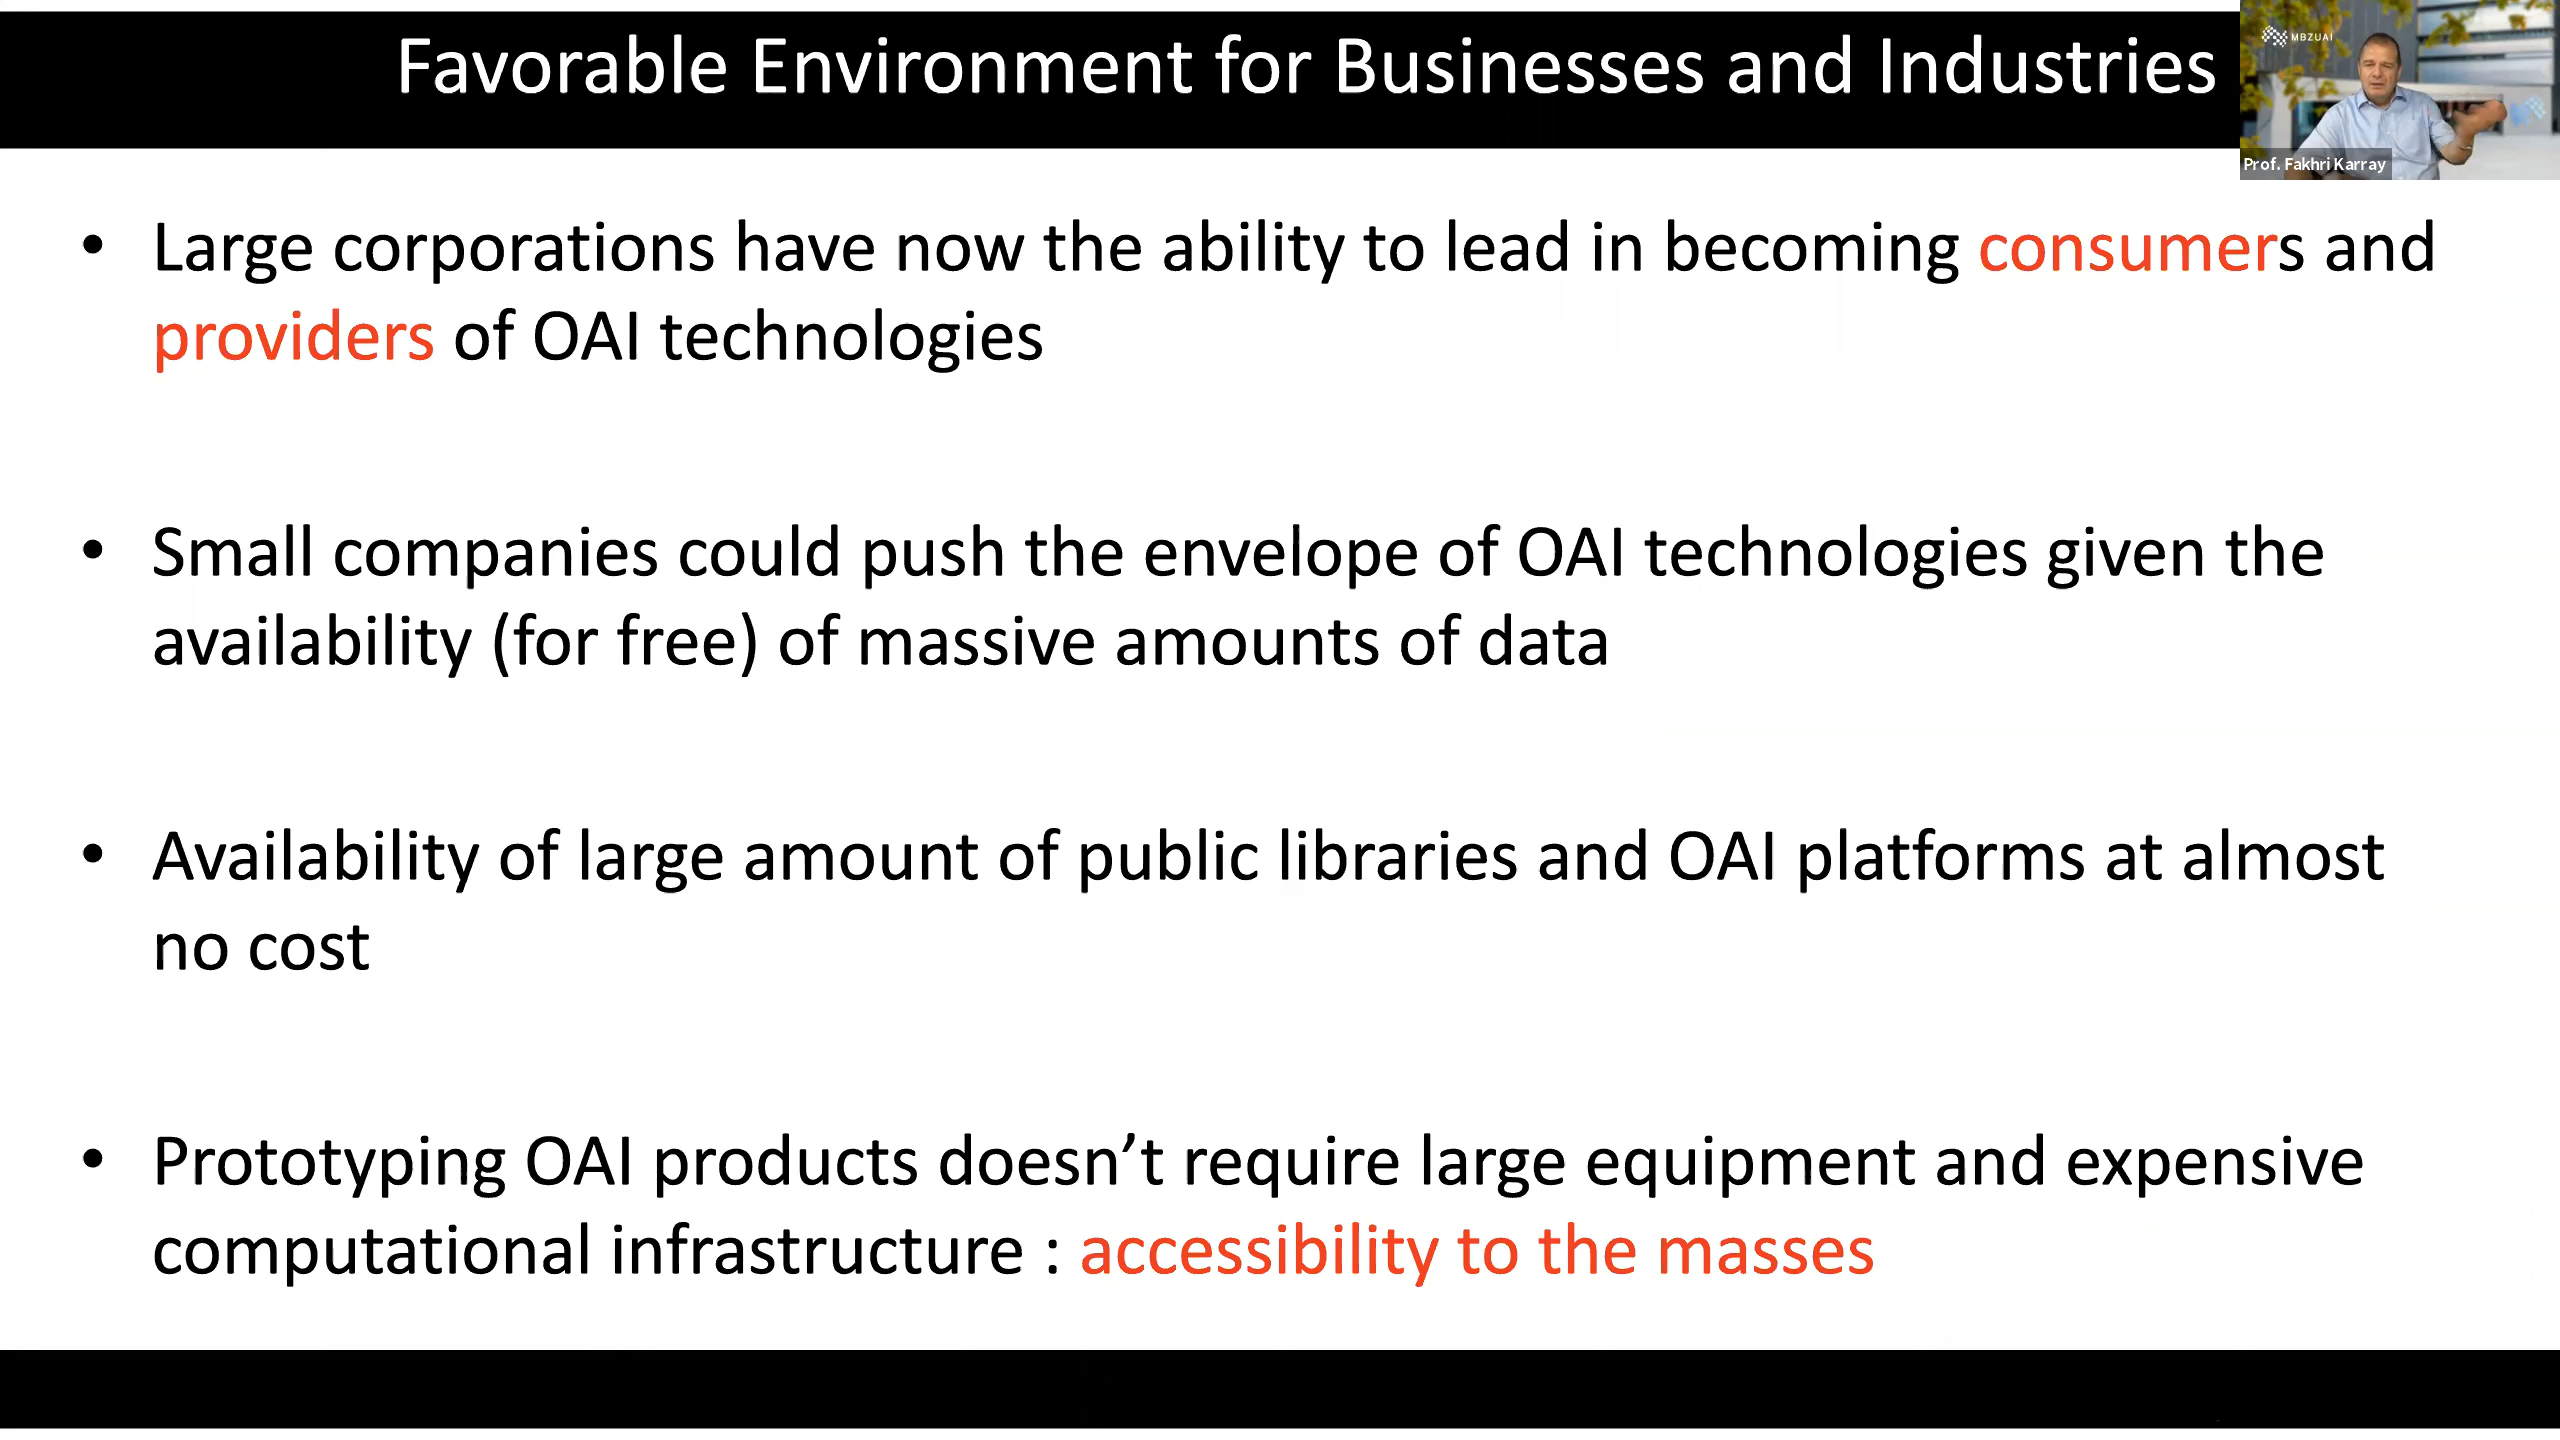 Favorable Environment for Businesses and Industries
MBZUAI
Prof. Fakhri Karray
• Large corporations have now the ability to lead in becoming consumers and
providers of OAI technologies
• Small companies could push the envelope of OAI technologies given the
availability (for free) of massive amounts of data
• Availability of large amount of public libraries and OAI platforms at almost
no cost
• Prototyping OAI products doesn’t require large equipment and expensive
computational infrastructure : accessibility to the masses